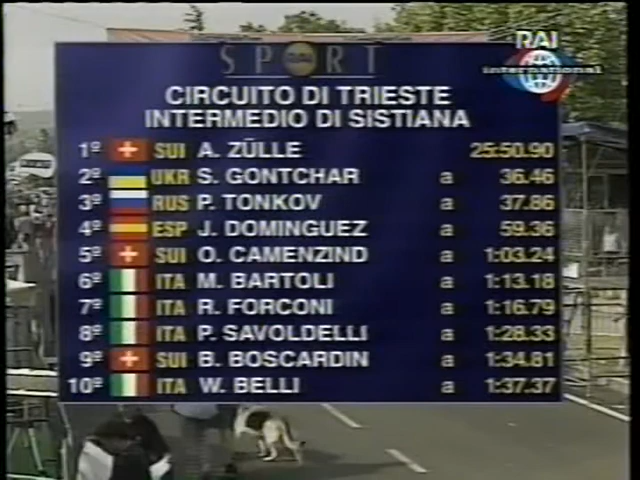 SPORT
RAI
international
CIRCUITO DI TRIESTE
INTERMEDIO DI SISTIANA
1º SUI A. ZÜLLE 25:50.90
2º UKR S. GONTCHAR a 36.46
3º RUS P. TONKOV a 37.86
4º ESP J. DOMINGUEZ a 59.36
5º SUI O. CAMENZIND a 1:03.24
6º ITA M. BARTOLI a 1:13.18
7º ITA R. FORCONI a 1:16.79
8º ITA P. SAVOLDELLI a 1:28.33
9º SUI B. BOSCARDIN a 1:34.81
10º ITA W. BELLI a 1:37.37